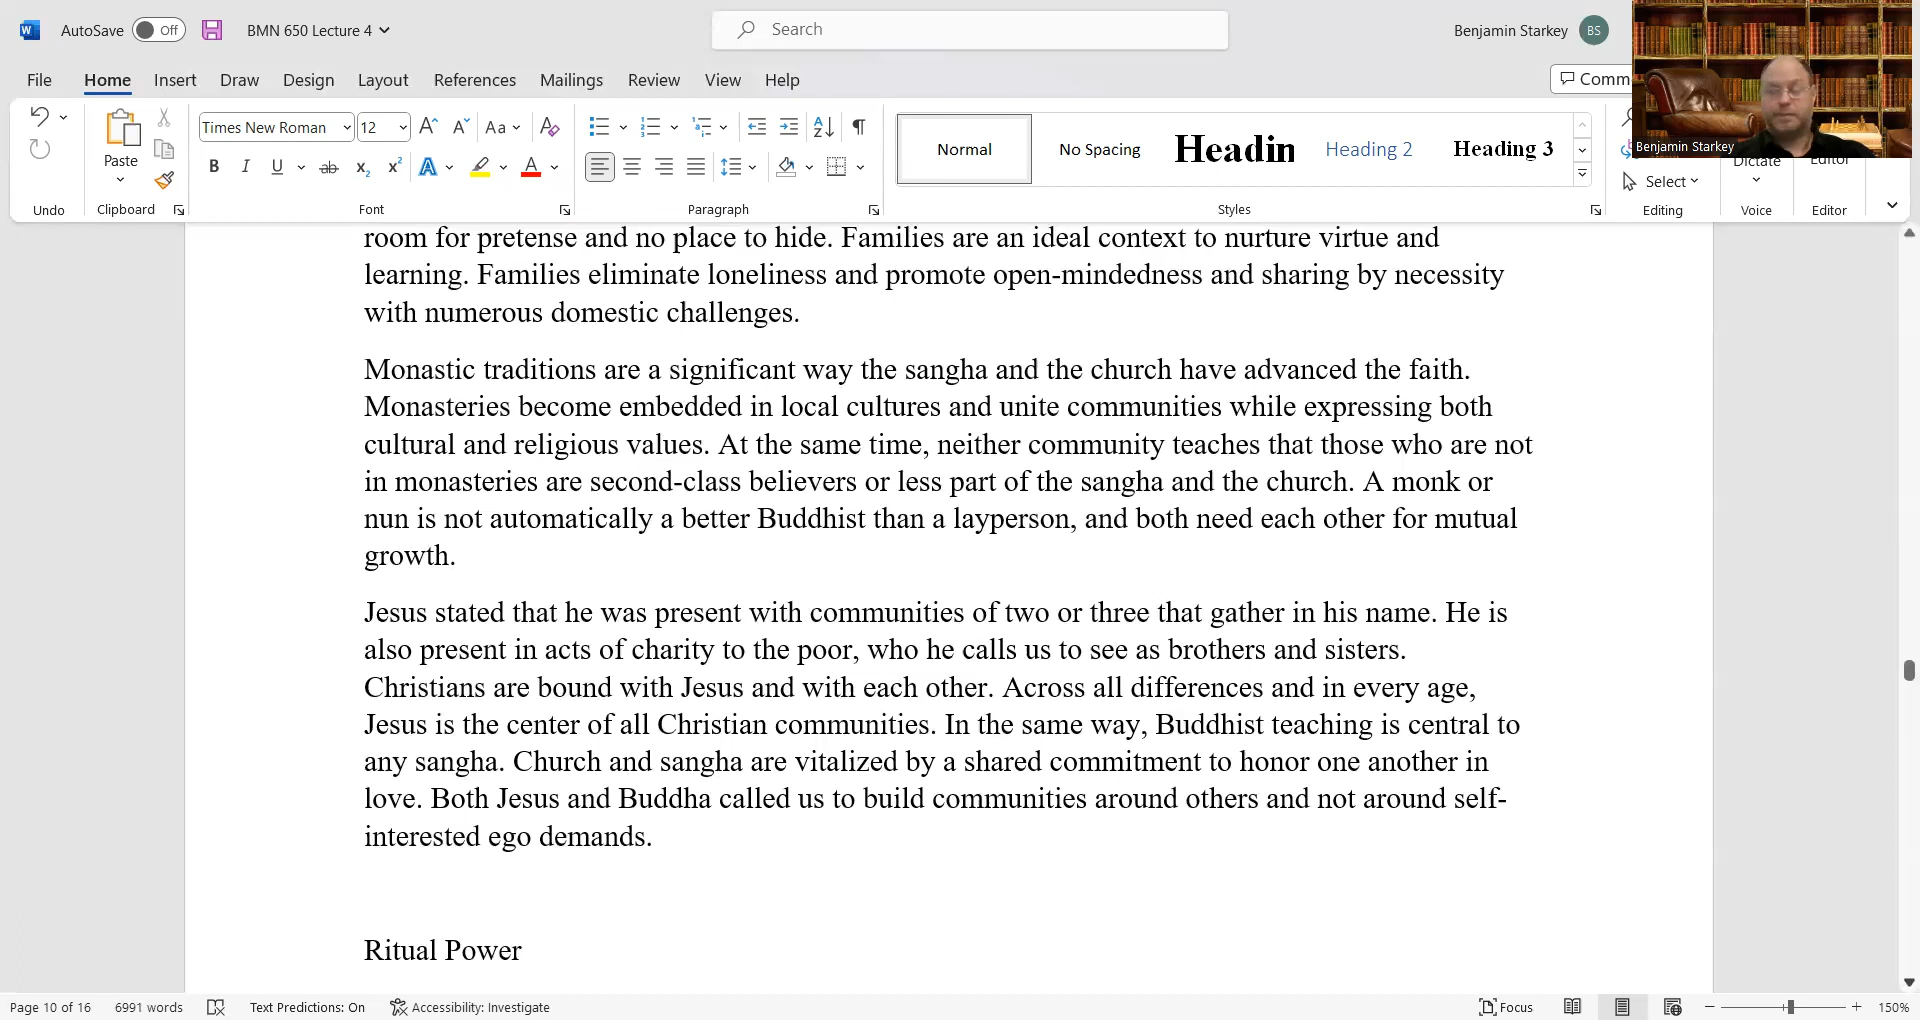 AutoSave Off BMN 650 Lecture 4 Search Benjamin Starkey BS
File Home Insert Draw Design Layout References Mailings Review View Help Comm
Times New Roman 12 Aa
Paste
B I U ab x2 x2 A A
Normal No Spacing Headin Heading 2 Heading 3
Benjamin Starkey
Dictate Editor
Select
Undo Clipboard Font Paragraph Styles Editing Voice Editor
room for pretense and no place to hide. Families are an ideal context to nurture virtue and
learning. Families eliminate loneliness and promote open-mindedness and sharing by necessity
with numerous domestic challenges.
Monastic traditions are a significant way the sangha and the church have advanced the faith.
Monasteries become embedded in local cultures and unite communities while expressing both
cultural and religious values. At the same time, neither community teaches that those who are not
in monasteries are second-class believers or less part of the sangha and the church. A monk or
nun is not automatically a better Buddhist than a layperson, and both need each other for mutual
growth.
Jesus stated that he was present with communities of two or three that gather in his name. He is
also present in acts of charity to the poor, who he calls us to see as brothers and sisters.
Christians are bound with Jesus and with each other. Across all differences and in every age,
Jesus is the center of all Christian communities. In the same way, Buddhist teaching is central to
any sangha. Church and sangha are vitalized by a shared commitment to honor one another in
love. Both Jesus and Buddha called us to build communities around others and not around self-
interested ego demands.
Ritual Power
Page 10 of 16 6991 words Text Predictions: On Accessibility: Investigate Focus 150%